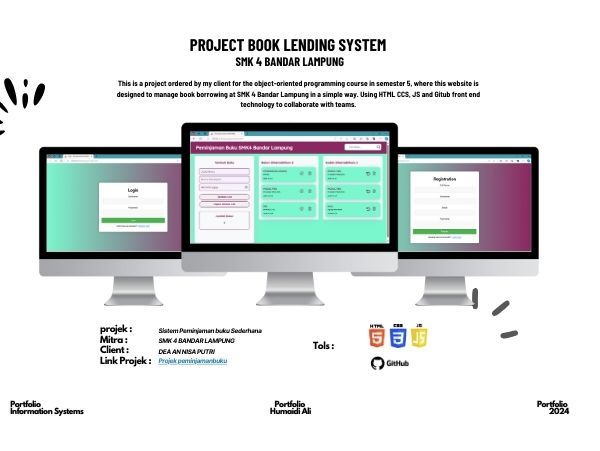 PROJECT BOOK LENDING SYSTEM
SMK 4 BANDAR LAMPUNG
This is a project ordered by my client for the object-oriented programming course in semester 5, where this website is
designed to manage book borrowing at SMK 4 Bandar Lampung in a simple way. Using HTML CCS, JS and Gitub front end
technology to collaborate with teams.
Peminjaman Buku SMK4 Bandar Lampung
Login
Registration
projek : Sistem Peminjaman buku Sederhana
Mitra : SMK 4 BANDAR LAMPUNG
Client : DEA AN NISA PUTRI
Link Projek : Projek peminjamanbuku
Tols :
HTML CSS JS
5 3 JS
GitHub
Portfolio
Information Systems
Portfolio
Humaidi Ali
Portfolio
2024